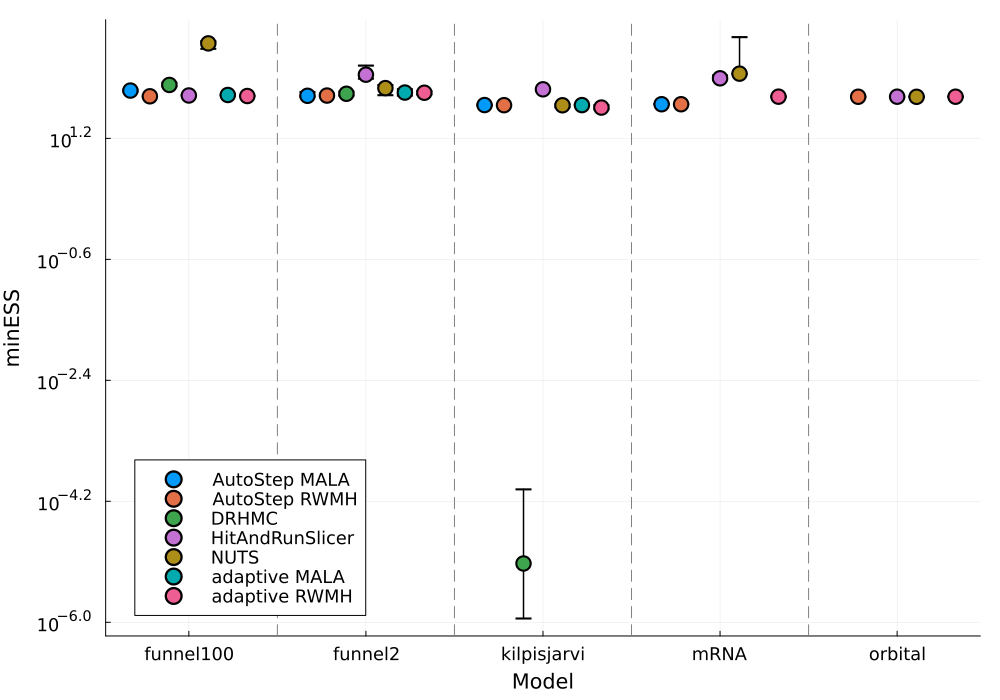 minESS
10^1.2
10^−0.6
10^−2.4
10^−4.2
10^−6.0
AutoStep MALA
AutoStep RWMH
DRHMC
HitAndRunSlicer
NUTS
adaptive MALA
adaptive RWMH
funnel100 funnel2 kilpisjarvi mRNA orbital
Model